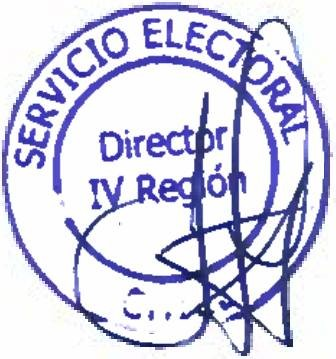 SERVICIO ELECTORAL
Director
IV Región